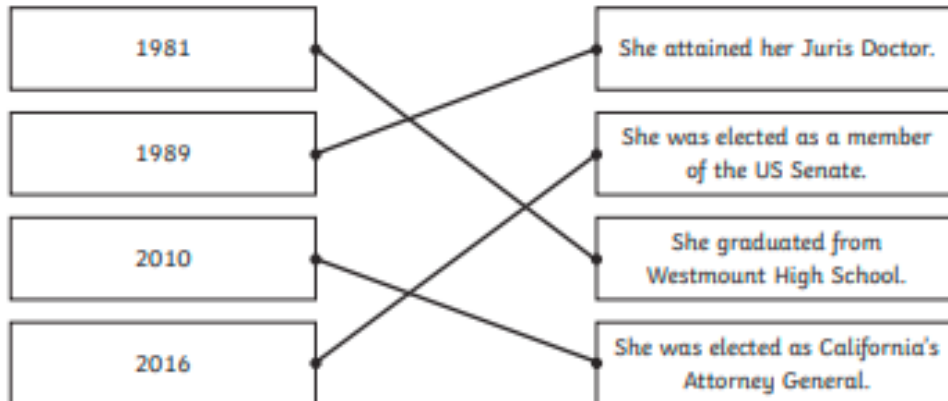 1981
She attained her Juris Doctor.
1989
She was elected as a member
of the US Senate.
2010
She graduated from
Westmount High School.
2016
She was elected as California's
Attorney General.